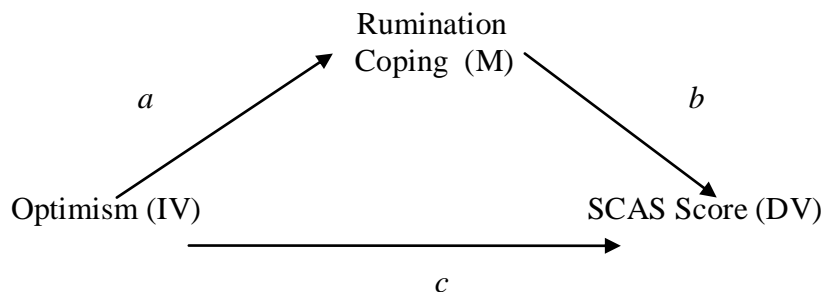 Rumination
Coping (M)
a
b
Optimism (IV)
SCAS Score (DV)
c